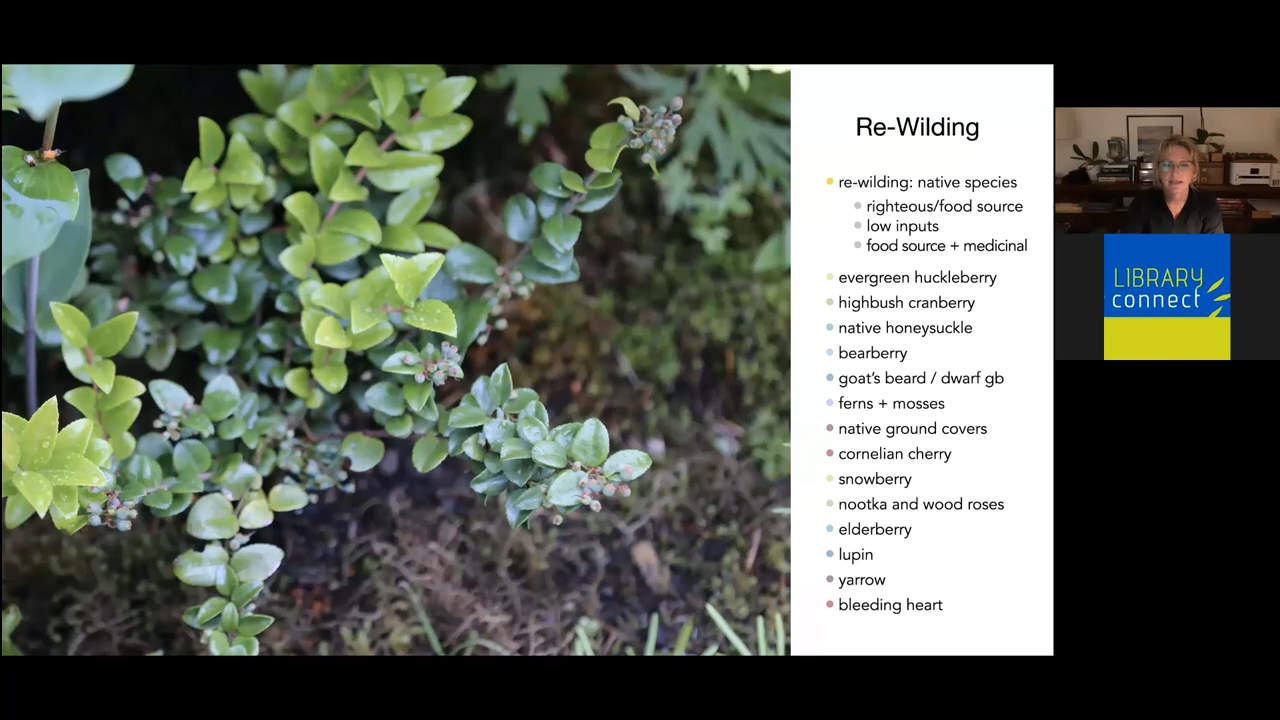 Re-Wilding
re-wilding: native species
righteous/food source
low inputs
food source + medicinal
evergreen huckleberry
highbush cranberry
native honeysuckle
bearberry
goat's beard / dwarf gb
ferns + mosses
native ground covers
cornelian cherry
snowberry
nootka and wood roses
elderberry
lupin
yarrow
bleeding heart
LIBRARY
connect